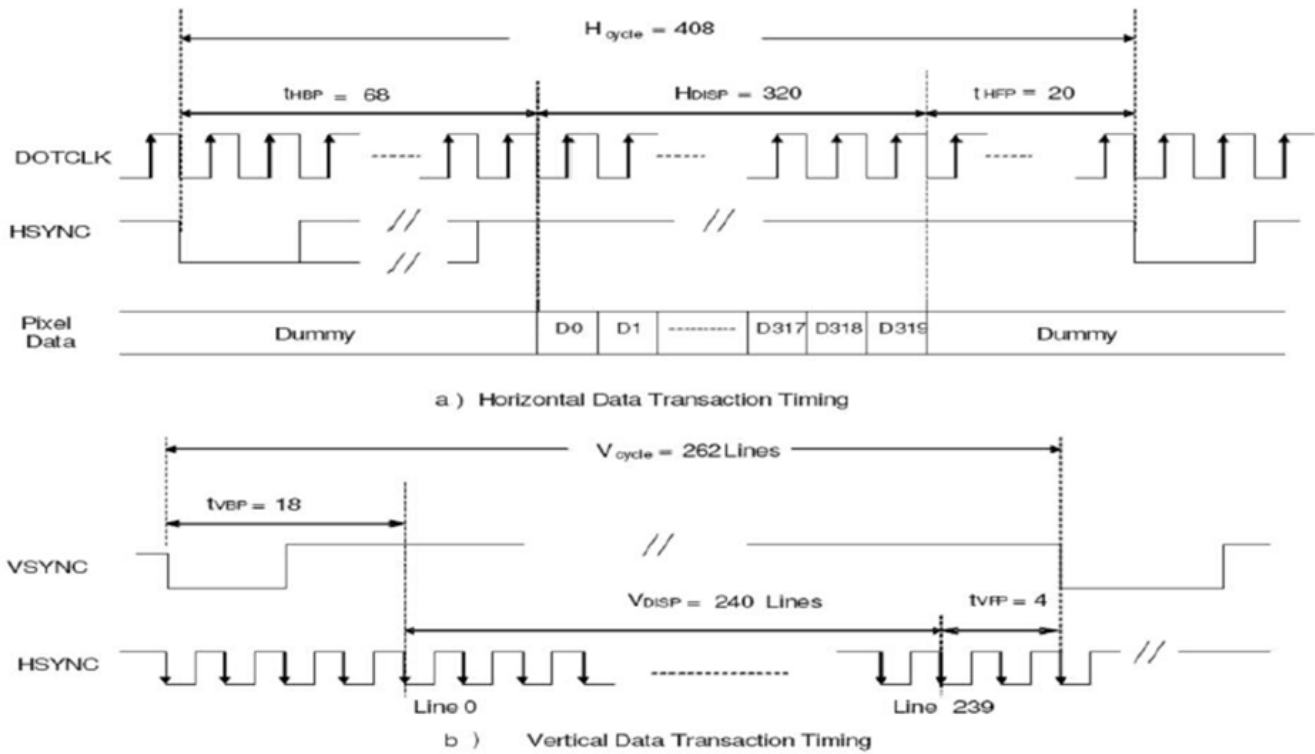 Hcycle = 408
tHBP = 68
HDISP = 320
tHFP = 20
DOTCLK
HSYNC
Pixel
Data
Dummy
D0
D1
D317
D318
D319
Dummy
a ) Horizontal Data Transaction Timing
Vcycle = 262 Lines
tVBP = 18
VSYNC
VDISP = 240 Lines
tVFP = 4
HSYNC
Line 0
Line 239
b ) Vertical Data Transaction Timing